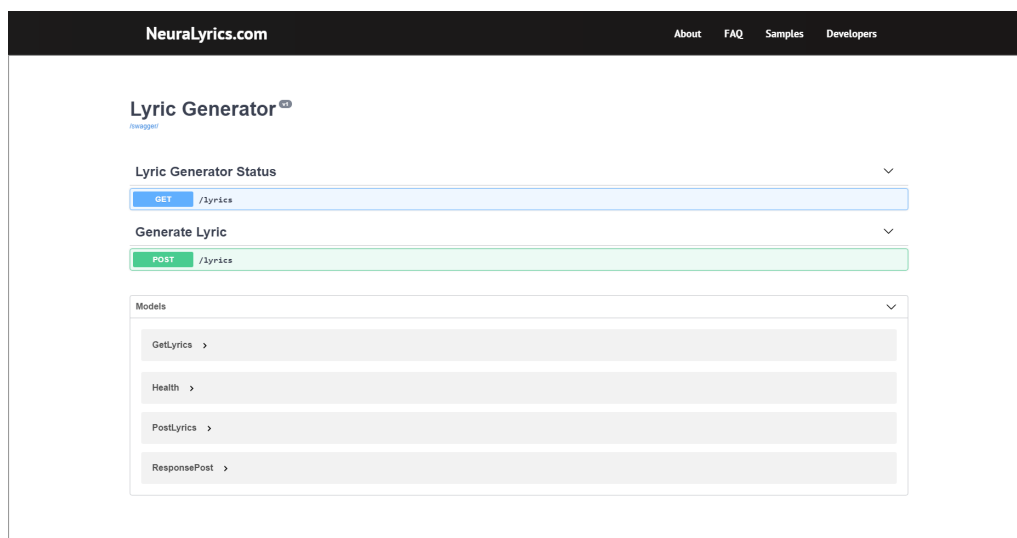 NeuraLyrics.com About FAQ Samples Developers
Lyric Generator v1
/swagger/
Lyric Generator Status
GET /lyrics
Generate Lyric
POST /lyrics
Models
GetLyrics
Health
PostLyrics
ResponsePost